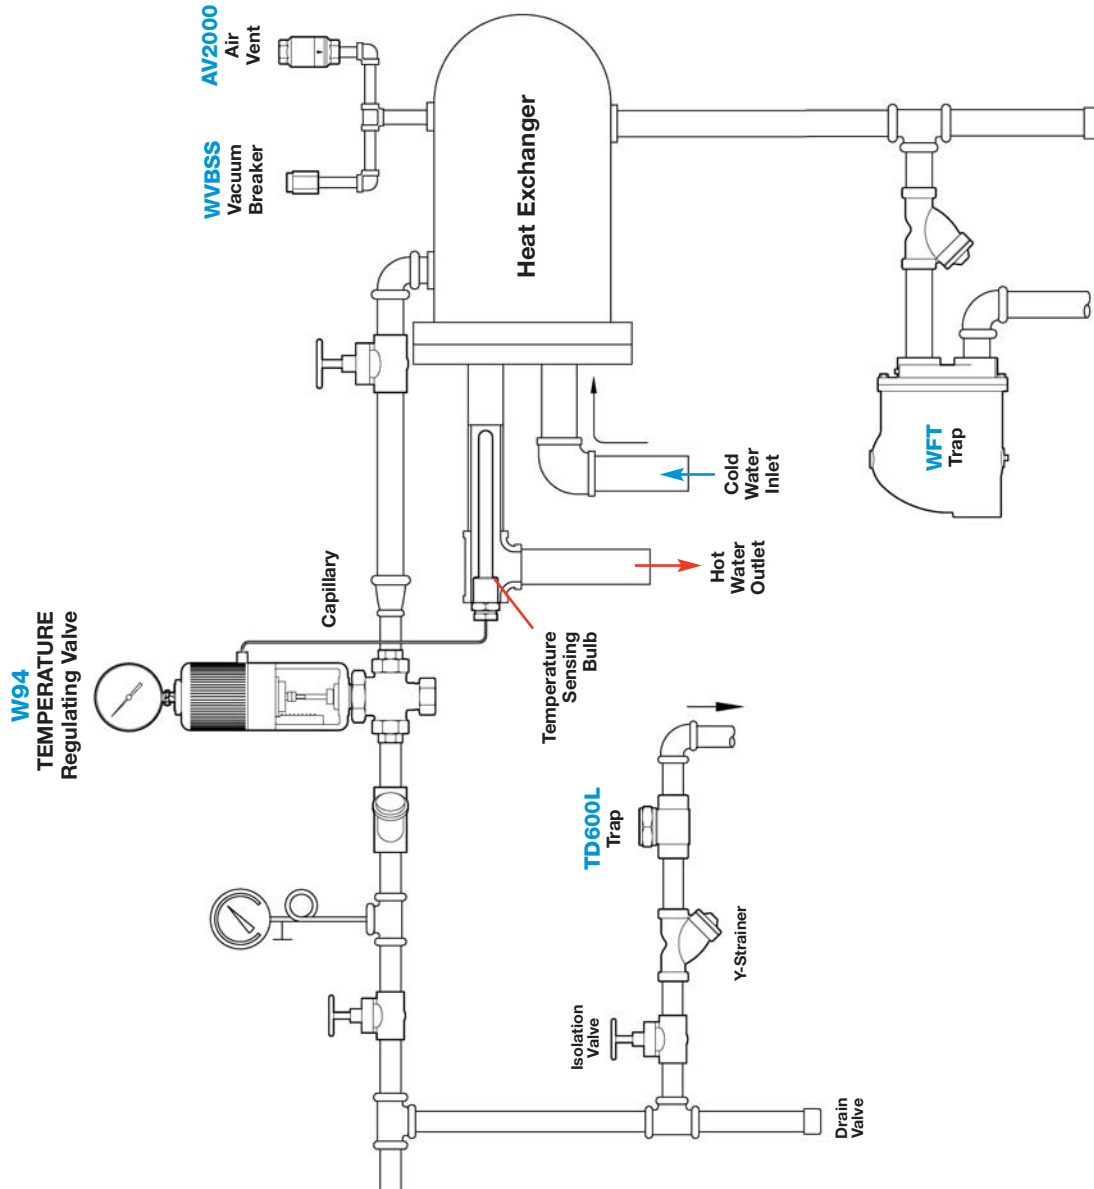 W94
TEMPERATURE
Regulating Valve
AV2000
Air
Vent
WVBSS
Vacuum
Breaker
Heat Exchanger
Capillary
Temperature
Sensing
Bulb
Cold
Water
Inlet
Hot
Water
Outlet
WFT
Trap
TD600L
Trap
Y-Strainer
Isolation
Valve
Drain
Valve